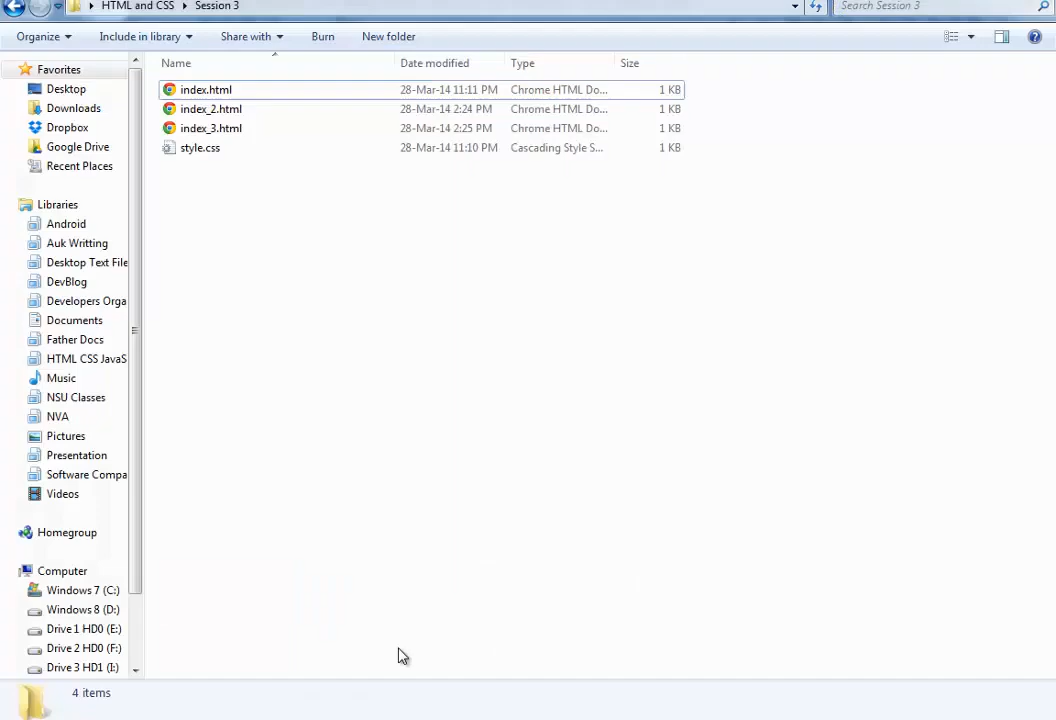 HTML and CSS Session 3 Search Session 3
Organize Include in library Share with Burn New folder
Name Date modified Type Size
index.html 28-Mar-14 11:11 PM Chrome HTML Do... 1 KB
index_2.html 28-Mar-14 2:24 PM Chrome HTML Do... 1 KB
index_3.html 28-Mar-14 2:25 PM Chrome HTML Do... 1 KB
style.css 28-Mar-14 11:10 PM Cascading Style S... 1 KB
Favorites
Desktop
Downloads
Dropbox
Google Drive
Recent Places
Libraries
Android
Auk Writting
Desktop Text File
DevBlog
Developers Orga
Documents
Father Docs
HTML CSS JavaS
Music
NSU Classes
NVA
Pictures
Presentation
Software Compa
Videos
Homegroup
Computer
Windows 7 (C:)
Windows 8 (D:)
Drive 1 HD0 (E:)
Drive 2 HD0 (F:)
Drive 3 HD1 (I:)
4 items